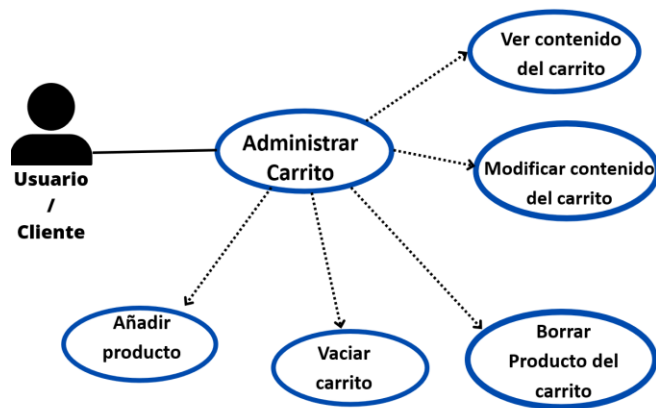 Ver contenido
del carrito
Administrar
Carrito
Usuario
/
Cliente
Modificar contenido
del carrito
Añadir
producto
Vaciar
carrito
Borrar
Producto del
carrito